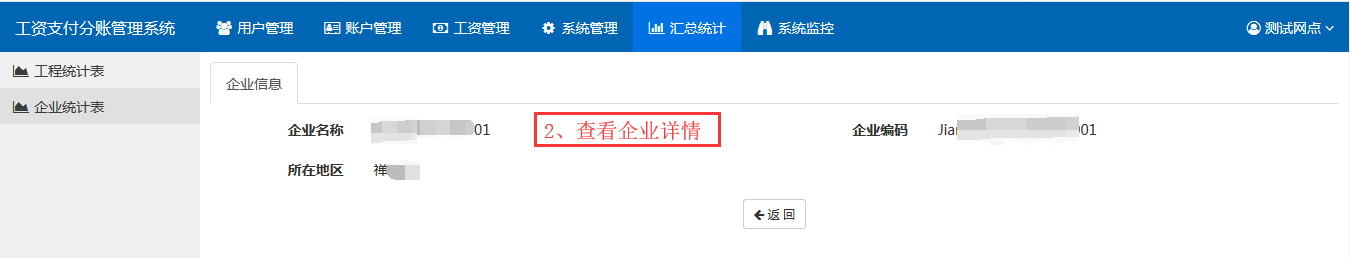 工资支付分账管理系统 用户管理 账户管理 工资管理 系统管理 汇总统计 系统监控 测试网点
工程统计表
企业统计表
企业信息
企业名称 01
2、查看企业详情
企业编码 Jian 001
所在地区 禅
返回